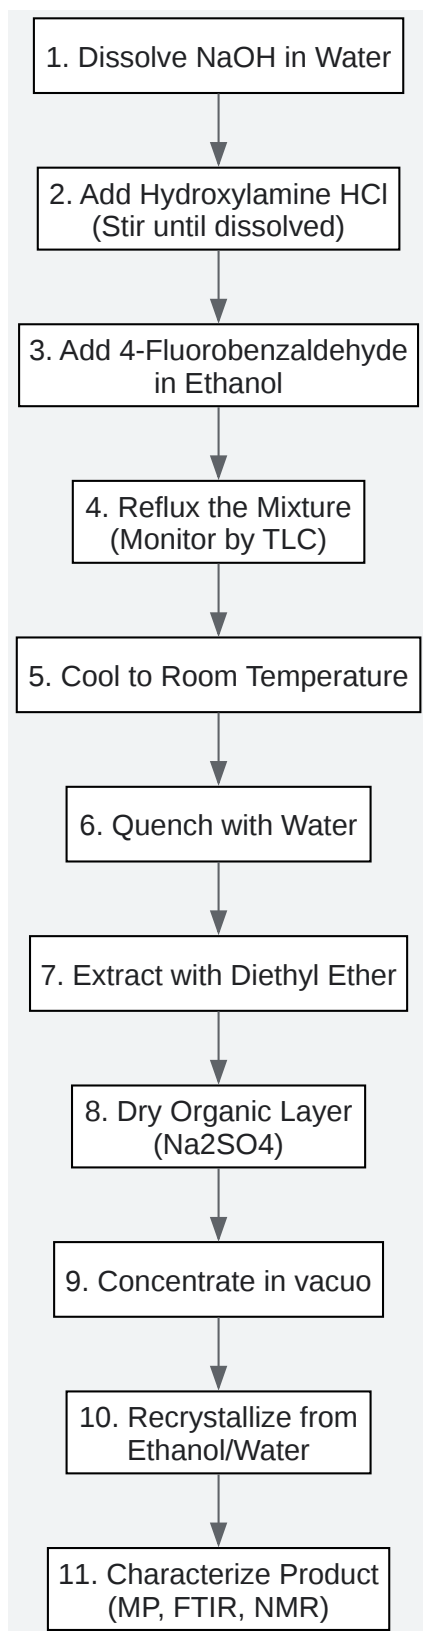 1. Dissolve NaOH in Water
2. Add Hydroxylamine HCl
(Stir until dissolved)
3. Add 4-Fluorobenzaldehyde
in Ethanol
4. Reflux the Mixture
(Monitor by TLC)
5. Cool to Room Temperature
6. Quench with Water
7. Extract with Diethyl Ether
8. Dry Organic Layer
(Na2SO4)
9. Concentrate in vacuo
10. Recrystallize from
Ethanol/Water
11. Characterize Product
(MP, FTIR, NMR)